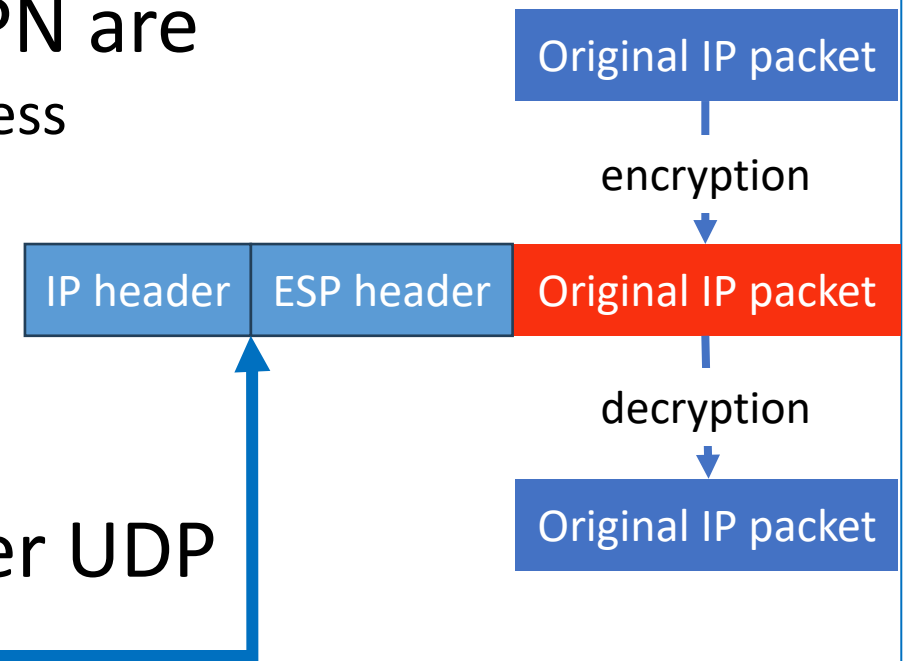 PN are
ess
Original IP packet
encryption
IP header ESP header Original IP packet
decryption
Original IP packet
er UDP